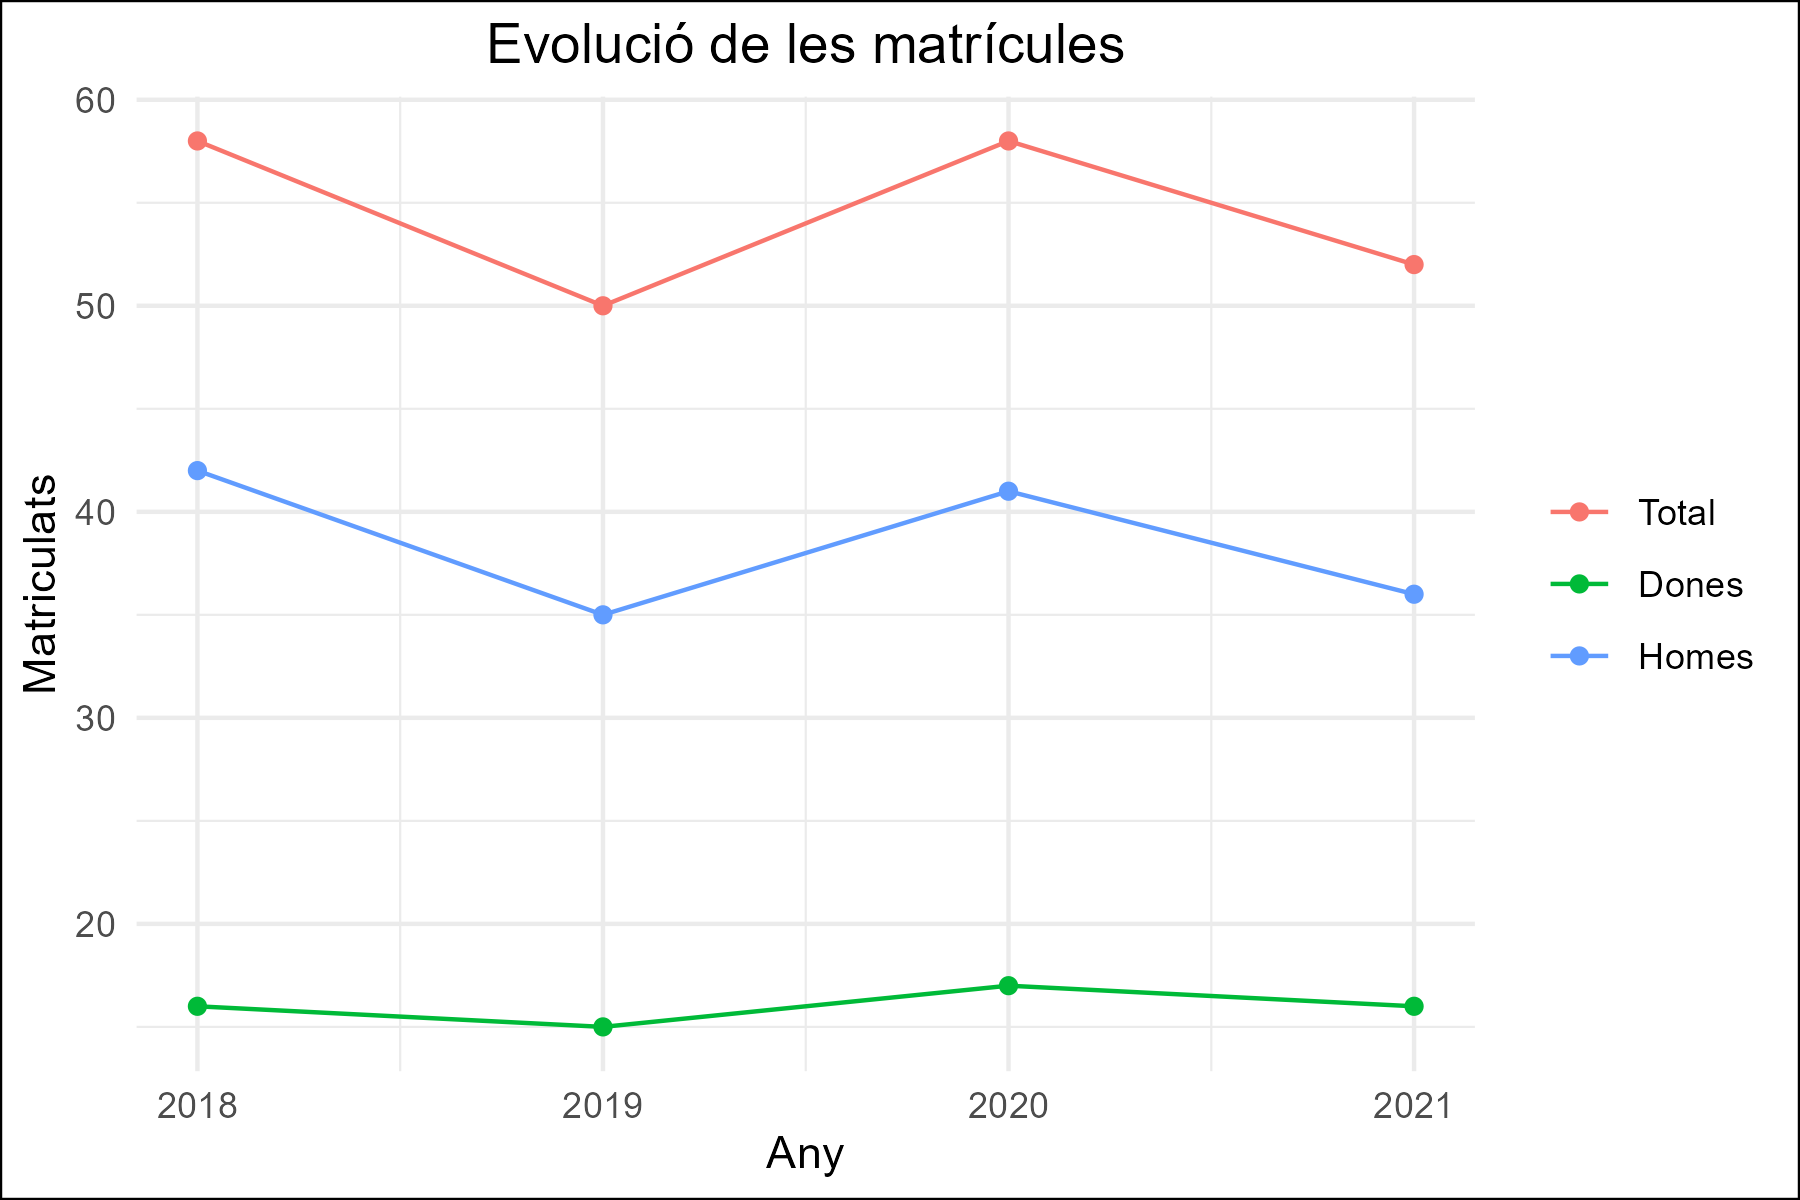 Evolució de les matrícules
60
50
40
30
20
Matriculats
2018 2019 2020 2021
Any
Total
Dones
Homes